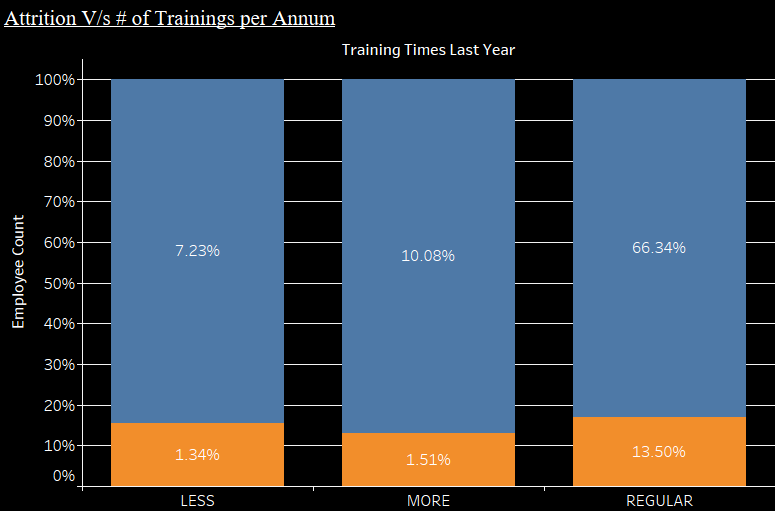 Attrition V/s # of Trainings per Annum
Training Times Last Year
100%
90%
80%
70%
60%
50%
40%
30%
20%
10%
0%
Employee Count
7.23%
10.08%
66.34%
1.34%
1.51%
13.50%
LESS
MORE
REGULAR